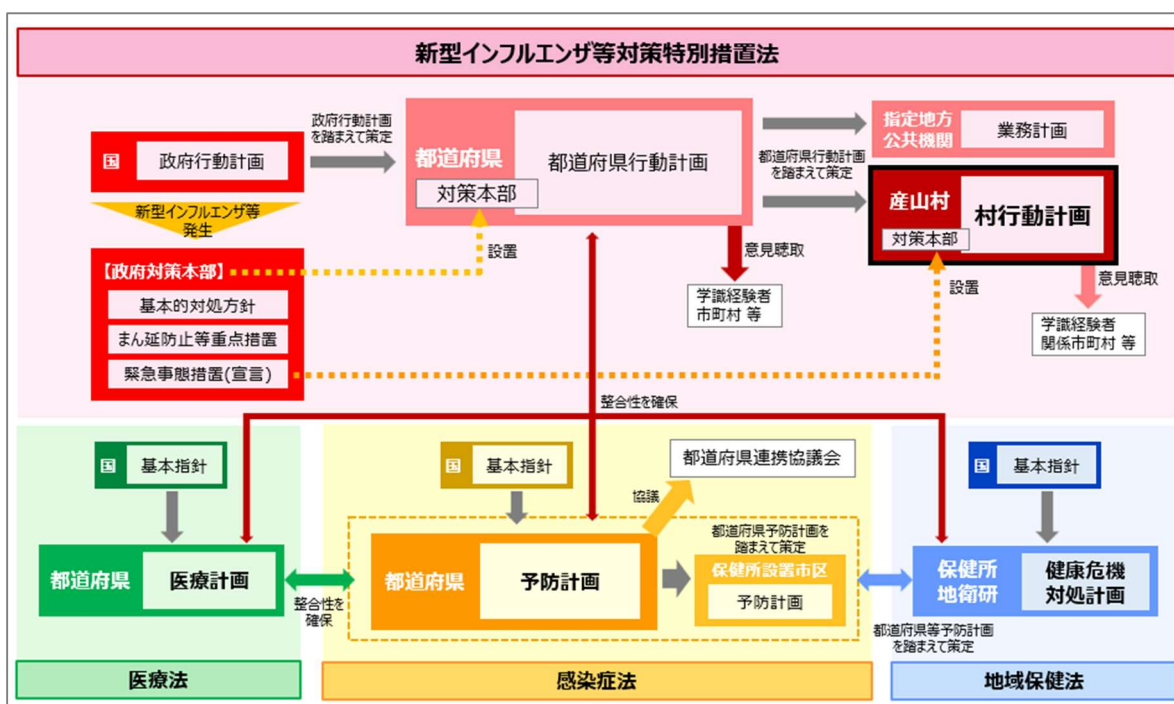 新型インフルエンザ等対策特別措置法
国
政府行動計画
政府行動計画
を踏まえて策定
都道府県
対策本部
都道府県行動計画
都道府県行動計画
を踏まえて策定
指定地方
公共機関
業務計画
産山村
対策本部
村行動計画
新型インフルエンザ等
発生
【政府対策本部】
基本的対処方針
まん延防止等重点措置
緊急事態措置(宣言)
設置
意見聴取
学識経験者
市町村 等
設置
意見聴取
学識経験者
関係市町村 等
整合性を確保
国
基本指針
都道府県
医療計画
整合性を
確保
医療法
国
基本指針
都道府県連携協議会
協議
都道府県
予防計画
都道府県予防計画を
踏まえて策定
保健所設置市区
予防計画
感染症法
国
基本指針
保健所
地衛研
健康危機
対処計画
都道府県等予防計画
を踏まえて策定
地域保健法